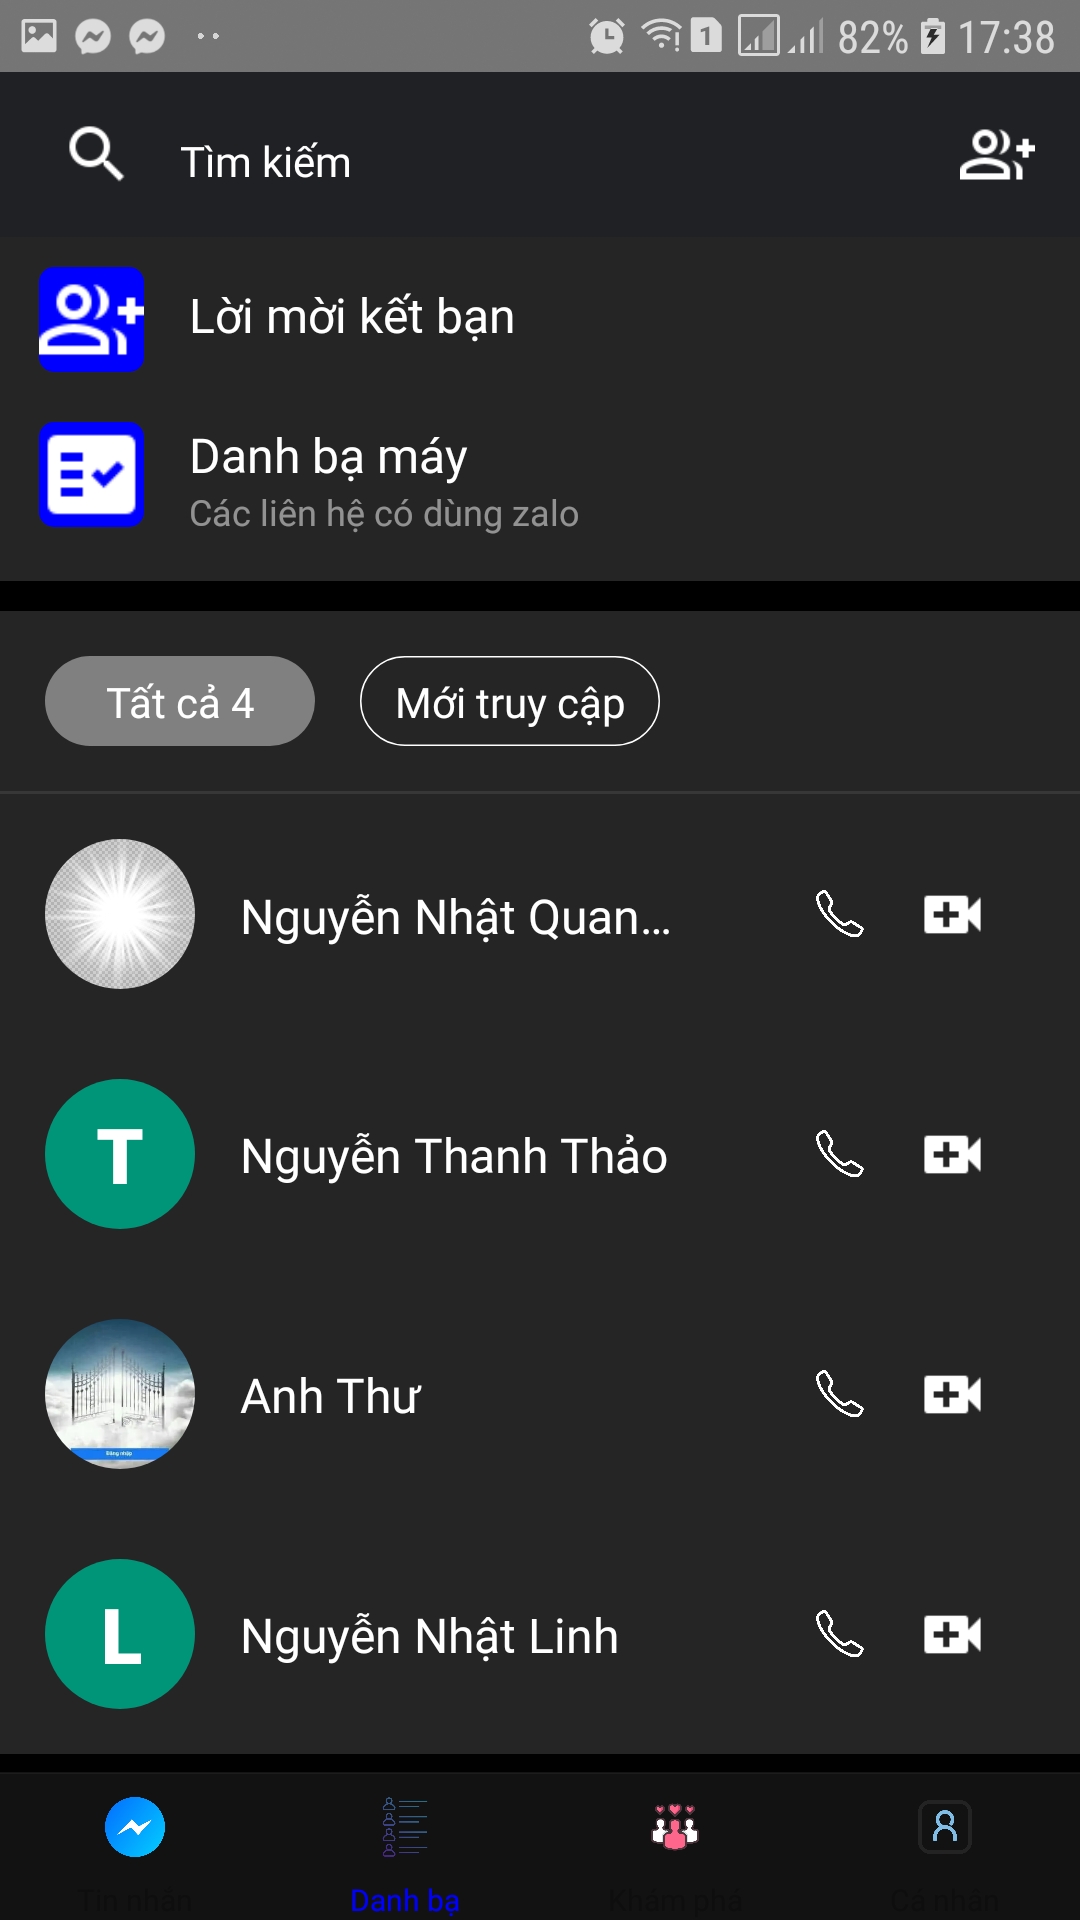 82% 17:38
Tìm kiếm
Lời mời kết bạn
Danh bạ máy
Các liên hệ có dùng zalo
Tất cả 4 Mới truy cập
Nguyễn Nhật Quan...
T Nguyễn Thanh Thảo
Đăng nhập
Anh Thư
L Nguyễn Nhật Linh
Tin nhắn Danh bạ Khám phá Cá nhân